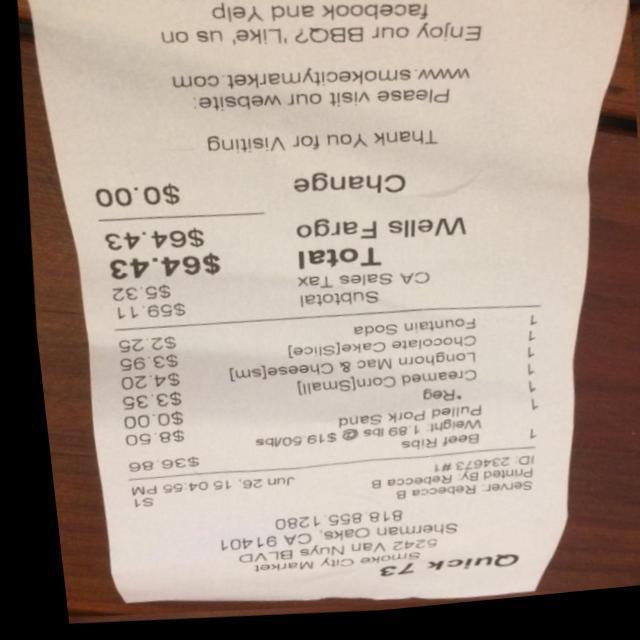 Quick 73
Smoke City Market
5242 Van Nuys BLVD
Sherman Oaks, CA 91401
818.855.1280
Server: Rebecca B S1
Printed By: Rebecca B Jun 26, 15 04:55 PM
ID: 234673 #1
1 Beef Ribs $36.86
Weight: 1.89 lbs @ $19.50/lbs
1 Pulled Pork Sand $8.50
*Reg* $0.00
1 Creamed Corn[Small] $3.35
1 Longhorn Mac & Cheese[sm] $4.20
1 Chocolate Cake[Slice] $3.95
1 Fountain Soda $2.25
Subtotal $59.11
CA Sales Tax $5.32
Total $64.43
Wells Fargo $64.43
Change $0.00
Thank You for Visiting
Please visit our website:
www.smokecitymarket.com
Enjoy our BBQ? 'Like' us on
facebook and Yelp